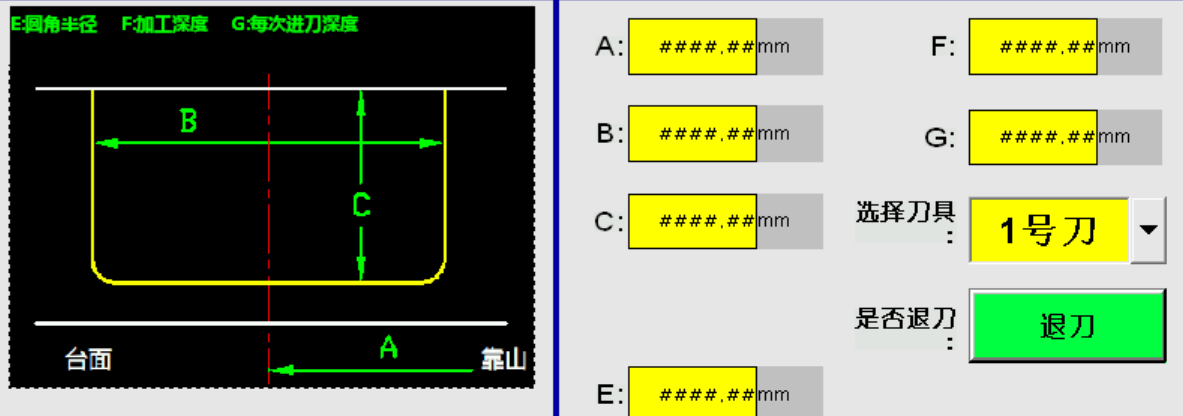 E:圆角半径 F:加工深度 G:每次进刀深度
B
C
A
台面
靠山
A: ####.##mm
F: ####.##mm
B: ####.##mm
G: ####.##mm
C: ####.##mm
选择刀具
: 1号刀
是否退刀
: 退刀
E: ####.##mm